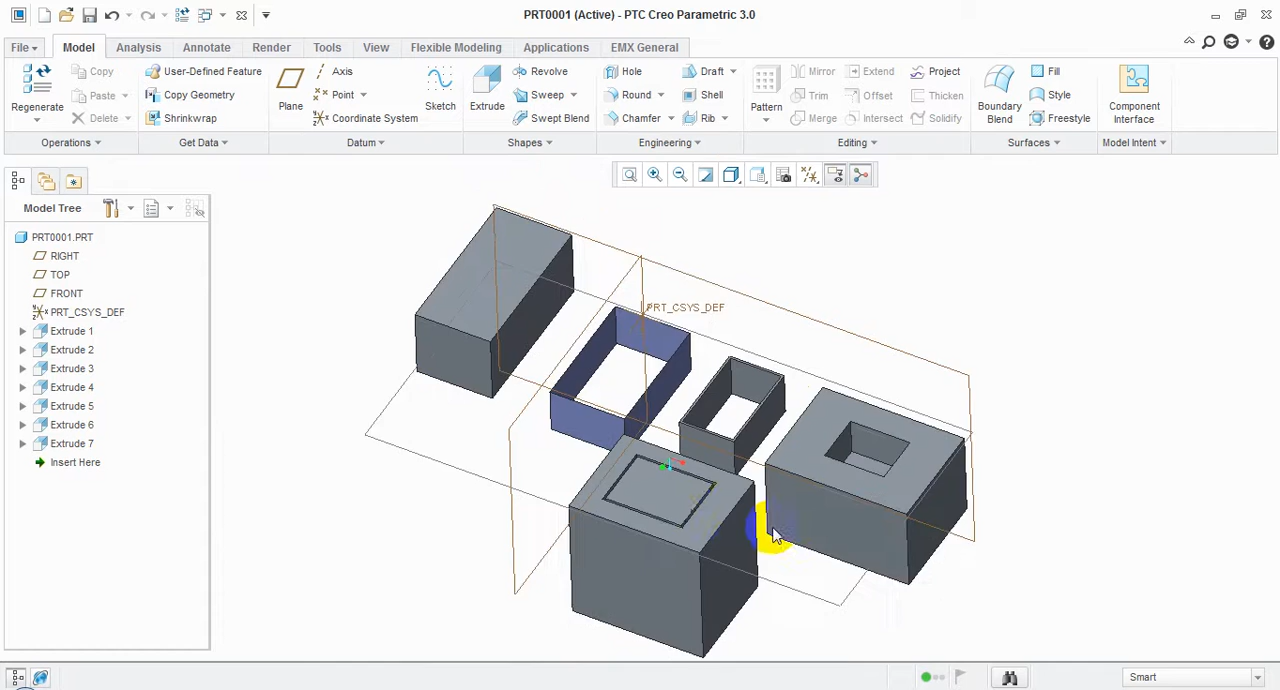 PRT0001 (Active) - PTC Creo Parametric 3.0
File Model Analysis Annotate Render Tools View Flexible Modeling Applications EMX General
Copy User-Defined Feature Axis Revolve Hole Draft Mirror Extend Project Fill
Paste Copy Geometry Point Sweep Round Shell Trim Offset Thicken Style
Regenerate Plane Sketch Extrude Pattern Boundary Blend Component Interface
Delete Shrinkwrap Coordinate System Swept Blend Chamfer Rib Merge Intersect Solidify Freestyle
Operations Get Data Datum Shapes Engineering Editing Surfaces Model Intent
Model Tree
PRT0001.PRT
RIGHT
TOP
FRONT
PRT_CSYS_DEF
Extrude 1
Extrude 2
Extrude 3
Extrude 4
Extrude 5
Extrude 6
Extrude 7
Insert Here
PRT_CSYS_DEF
Smart